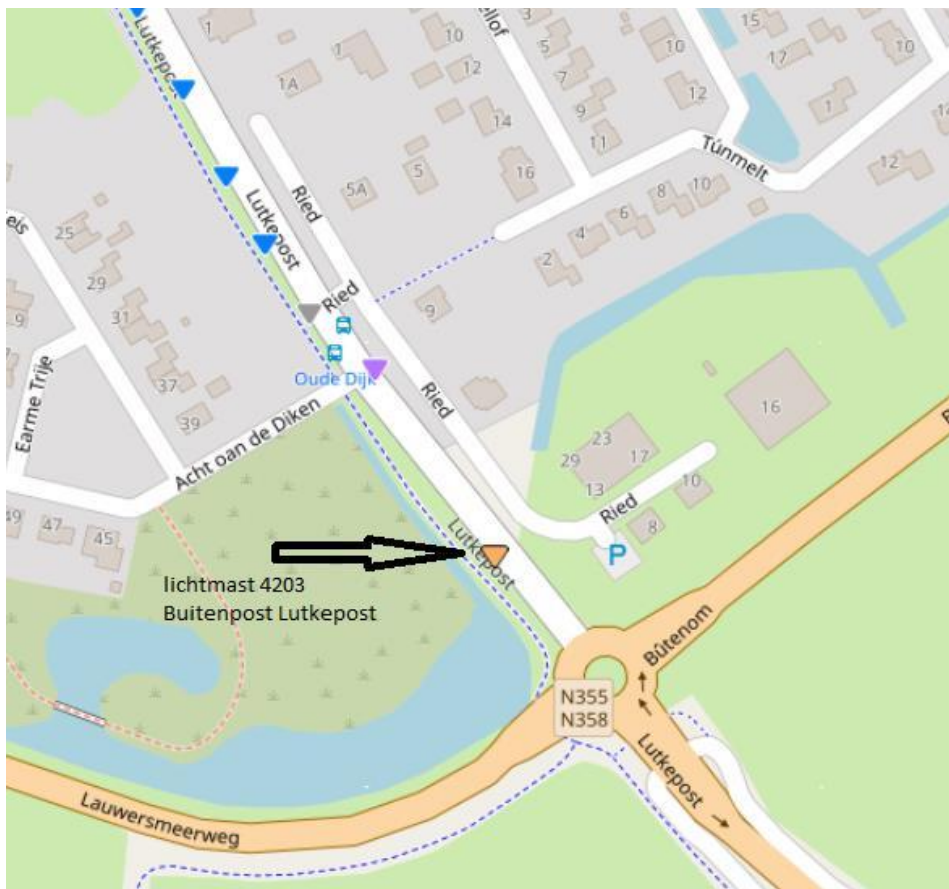 Lutkepo
1
1
10
12
14
16
1A
5A
5
3
5
7
9
11
10
12
15
17
1
10
12
Túnmelt
Ried
Lutkepost
Ried
2
4
6
8
10
9
25
29
31
37
39
Earme Trije
Oude Dijk
Acht oan de Diken
Ried
16
23
29
17
13
10
8
Ried
P
49
47
45
Lutkepost
lichtmast 4203
Buitenpost Lutkepost
Bûtenom
N355
N358
Lutkepost
Lauwersmeerweg